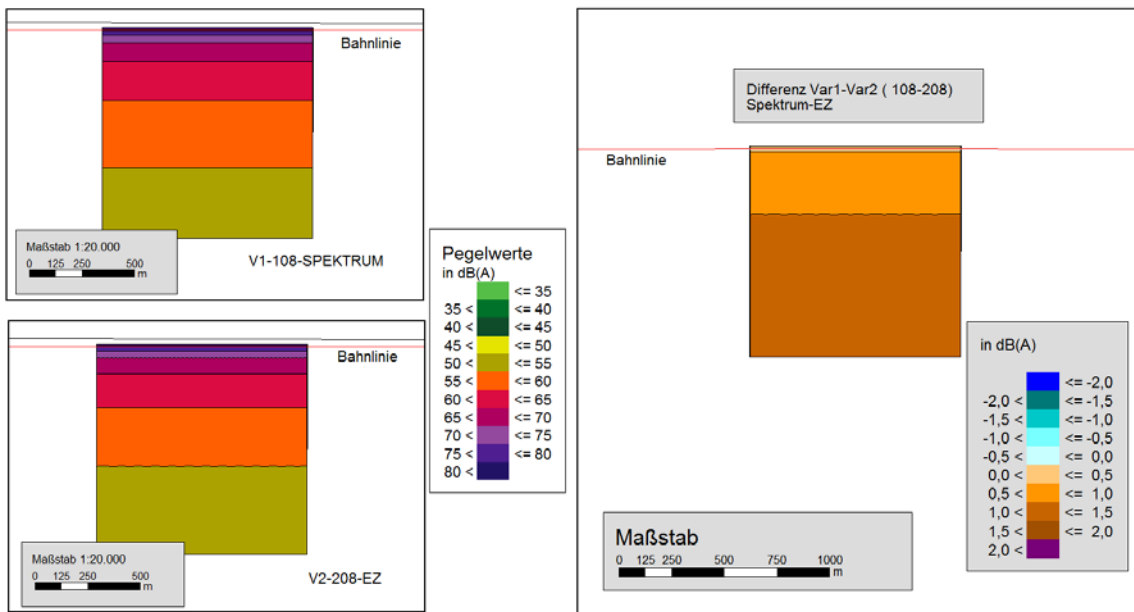 Bahnlinie
Maßstab 1:20.000
0 125 250 500
m
V1-108-SPEKTRUM
Bahnlinie
Maßstab 1:20.000
0 125 250 500
m
V2-208-EZ
Pegelwerte
in dB(A)
<= 35
35 < <= 40
40 < <= 45
45 < <= 50
50 < <= 55
55 < <= 60
60 < <= 65
65 < <= 70
70 < <= 75
75 < <= 80
80 <
Differenz Var1-Var2 ( 108-208)
Spektrum-EZ
Bahnlinie
in dB(A)
<= -2,0
-2,0 < <= -1,5
-1,5 < <= -1,0
-1,0 < <= -0,5
-0,5 < <= 0,0
0,0 < <= 0,5
0,5 < <= 1,0
1,0 < <= 1,5
1,5 < <= 2,0
2,0 <
Maßstab
0 125 250 500 750 1000
m